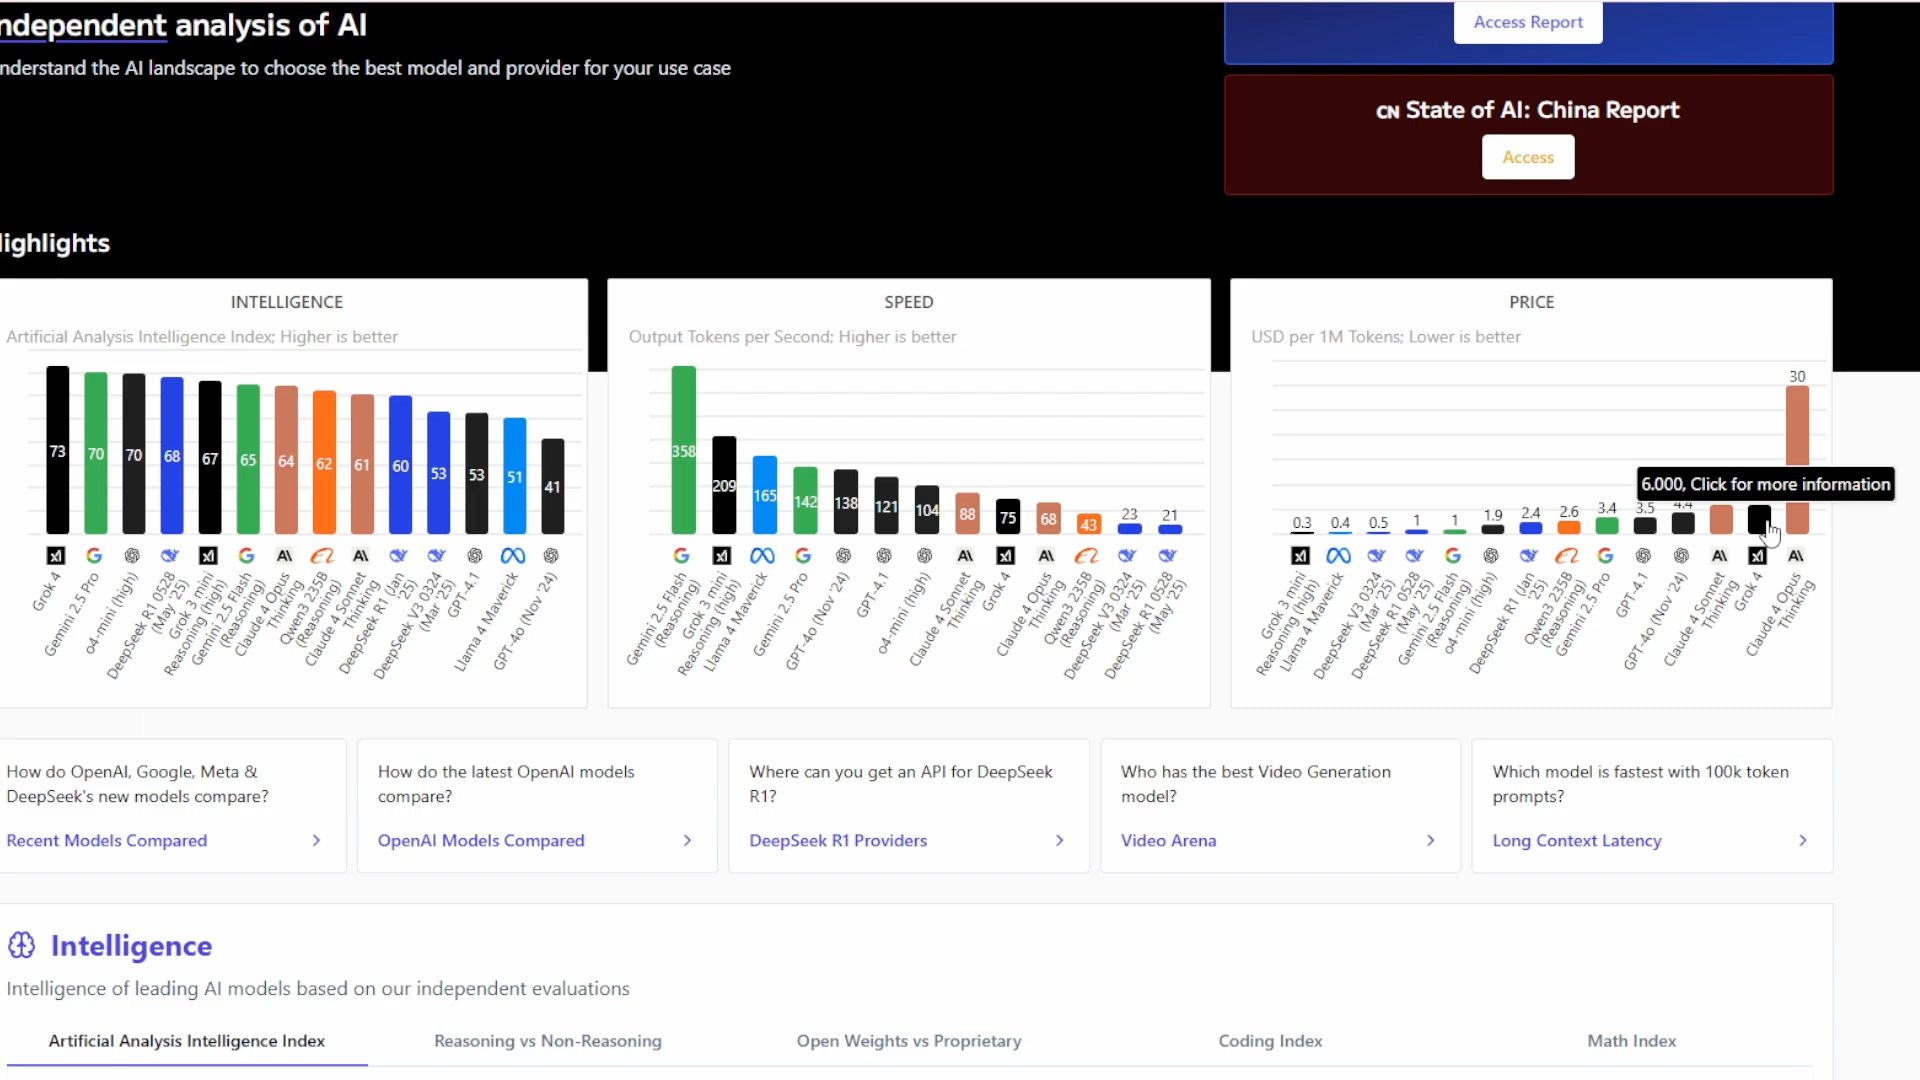 ndependent analysis of AI
nderstand the AI landscape to choose the best model and provider for your use case
Access Report
CN State of AI: China Report
Access
ighlights
INTELLIGENCE
Artificial Analysis Intelligence Index; Higher is better
73
70
70
68
67
65
64
62
61
60
53
53
51
41
Grok 4
Gemini 2.5 Pro
o4-mini (high)
DeepSeek R1 0528 (May '25)
Grok 3 mini Reasoning (high)
Gemini 2.5 Flash (Reasoning)
Claude 4 Opus Thinking
Qwen3 235B (Reasoning)
Claude 4 Sonnet Thinking
DeepSeek R1 (Jan '25)
DeepSeek V3 0324 (Mar '25)
GPT-4.1
Llama 4 Maverick
GPT-4o (Nov '24)
SPEED
Output Tokens per Second; Higher is better
358
209
165
142
138
121
104
88
75
68
43
23
21
Gemini 2.5 Flash (Reasoning)
Grok 3 mini Reasoning (high)
Llama 4 Maverick
Gemini 2.5 Pro
GPT-4o (Nov '24)
GPT-4.1
o4-mini (high)
Claude 4 Sonnet Thinking
Grok 4
Claude 4 Opus Thinking
Qwen3 235B (Reasoning)
DeepSeek V3 0324 (Mar '25)
DeepSeek R1 0528 (May '25)
PRICE
USD per 1M Tokens; Lower is better
0.3
0.4
0.5
1
1
1.9
2.4
2.6
3.4
3.5
4.4
30
6.000, Click for more information
Grok 3 mini Reasoning (high)
Llama 4 Maverick
DeepSeek V3 0324 (Mar '25)
DeepSeek R1 0528 (May '25)
Gemini 2.5 Flash (Reasoning)
o4-mini (high)
DeepSeek R1 (Jan '25)
Qwen3 235B (Reasoning)
Gemini 2.5 Pro
GPT-4.1
GPT-4o (Nov '24)
Claude 4 Sonnet Thinking
Grok 4
Claude 4 Opus Thinking
How do OpenAI, Google, Meta &
DeepSeek's new models compare?
Recent Models Compared
How do the latest OpenAI models
compare?
OpenAI Models Compared
Where can you get an API for DeepSeek
R1?
DeepSeek R1 Providers
Who has the best Video Generation
model?
Video Arena
Which model is fastest with 100k token
prompts?
Long Context Latency
Intelligence
Intelligence of leading AI models based on our independent evaluations
Artificial Analysis Intelligence Index
Reasoning vs Non-Reasoning
Open Weights vs Proprietary
Coding Index
Math Index